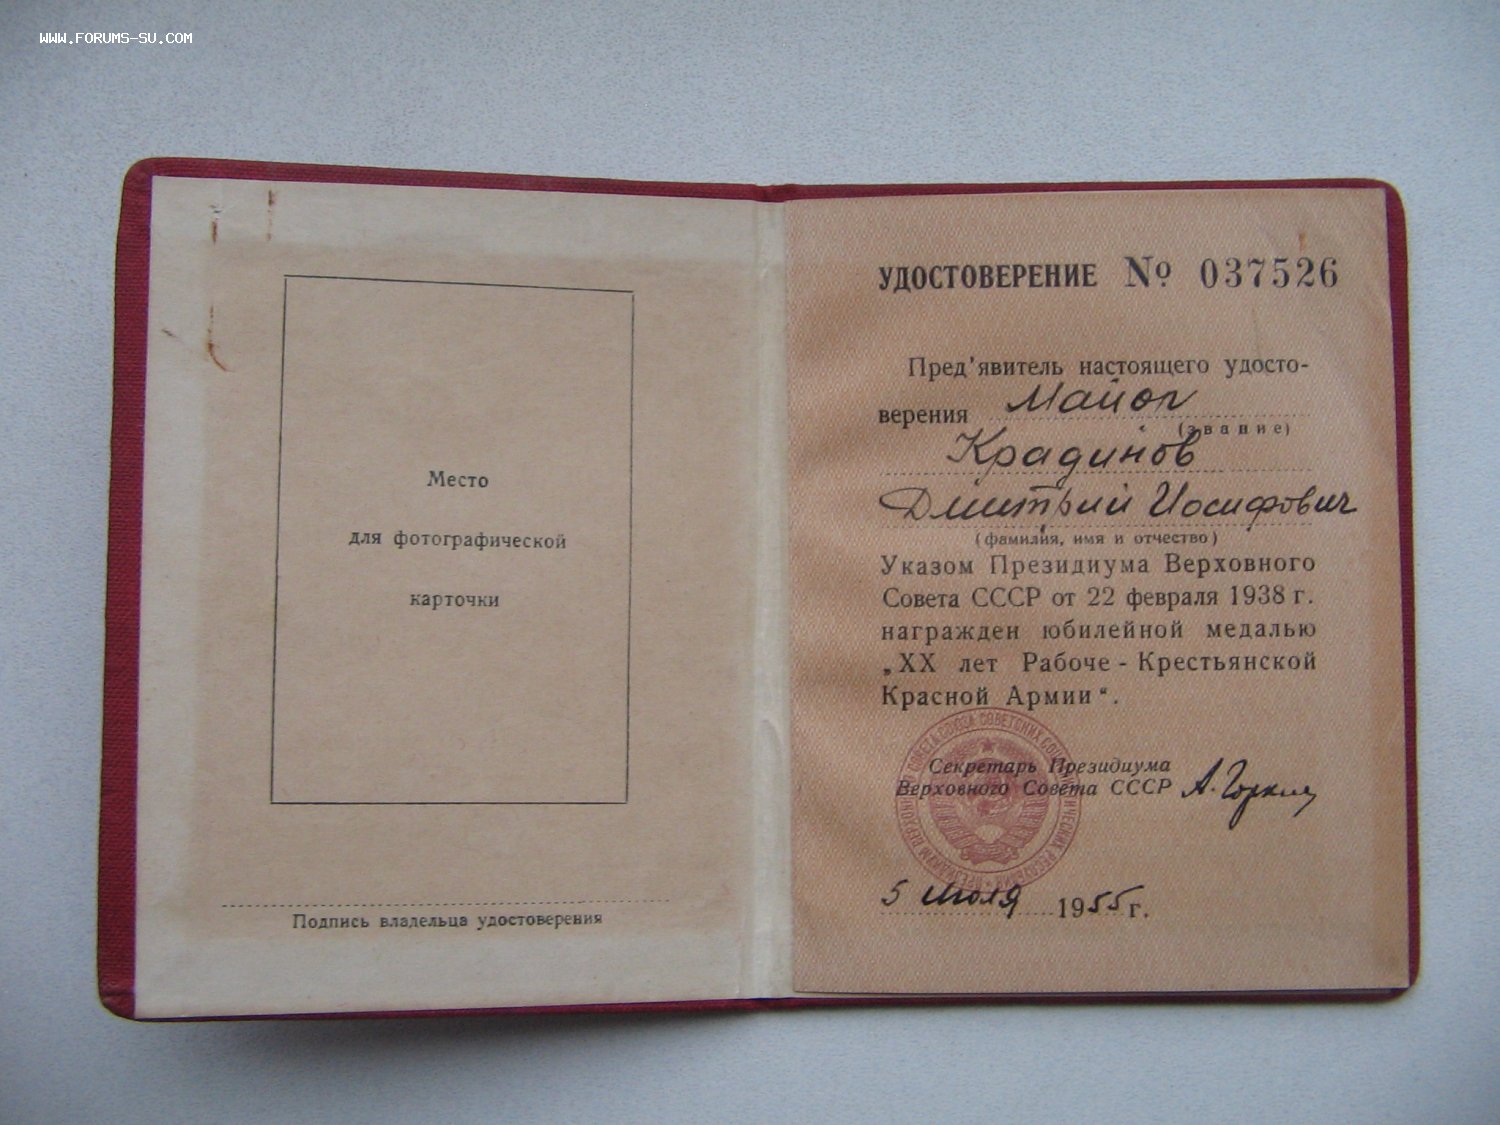 WWW.FORUMS-SU.COM
Место
для фотографической
карточки
Подпись владельца удостоверения
УДОСТОВЕРЕНИЕ № 037526
Пред'явитель настоящего удосто-
верения Майор
(звание)
Крадинов
Дмитрий Иосифович
(фамилия, имя и отчество)
Указом Президиума Верховного
Совета СССР от 22 февраля 1938 г.
награжден юбилейной медалью
„XX лет Рабоче-Крестьянской
Красной Армии“.
Секретарь Президиума
Верховного Совета СССР А. Горкин
5 июля 1955 г.